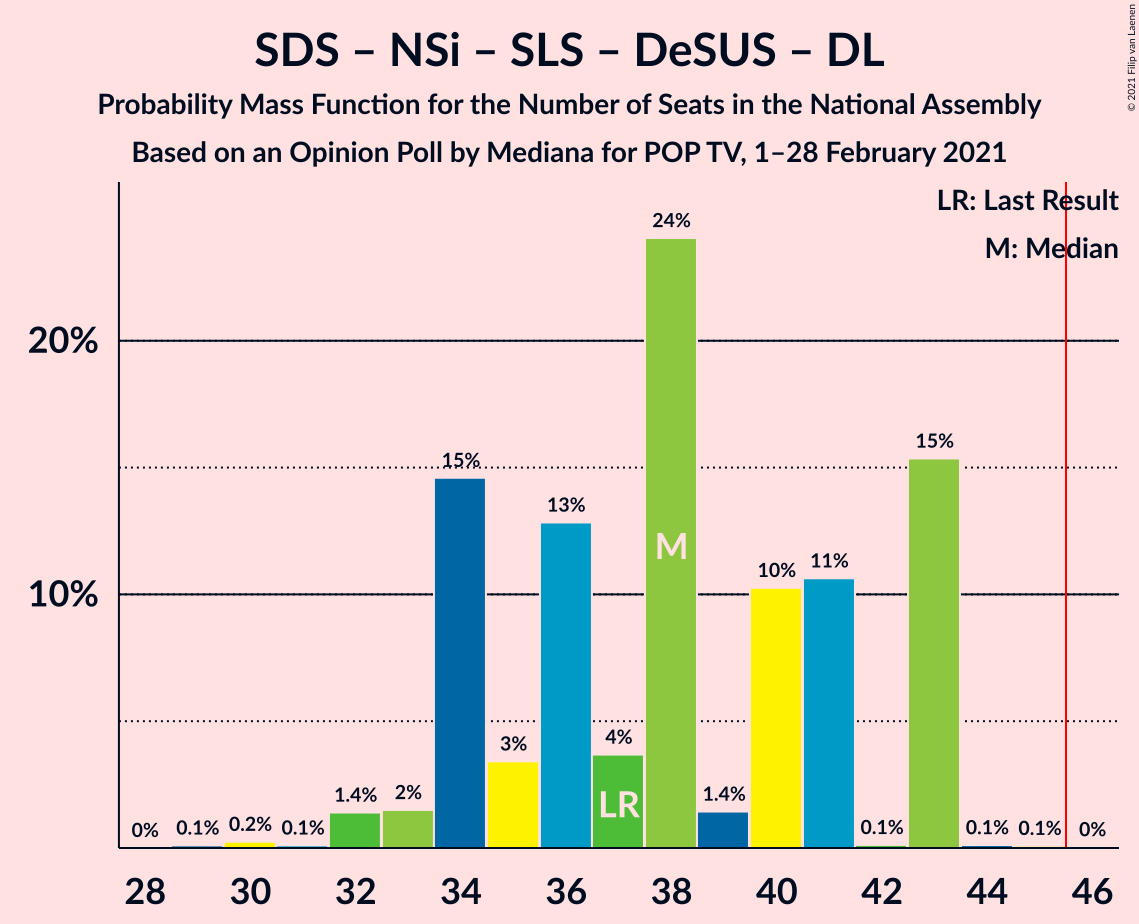 SDS – NSi – SLS – DeSUS – DL
Probability Mass Function for the Number of Seats in the National Assembly
Based on an Opinion Poll by Mediana for POP TV, 1–28 February 2021
© 2021 Filip van Laenen
LR: Last Result
M: Median
20%
10%
0%
0.1%
0.2%
0.1%
1.4%
2%
15%
3%
13%
4%
24%
1.4%
10%
11%
0.1%
15%
0.1%
0.1%
0%
LR
M
28 30 32 34 36 38 40 42 44 46